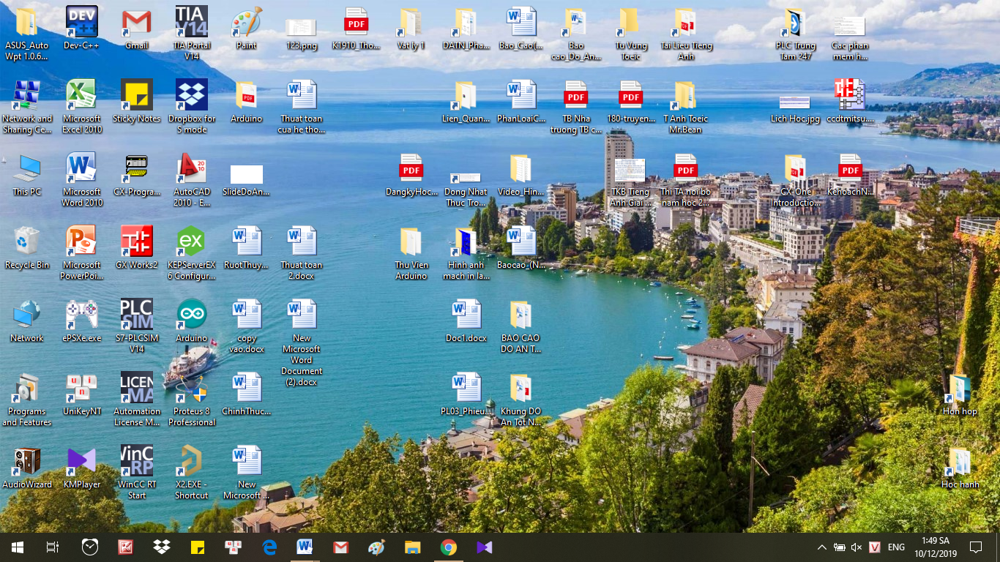 ASUS_Auto
Wpt 1.0.6...
Dev-C++
Gmail
TIA Portal
V14
Paint
123.png
K1910_Tho...
Vật lý 1
DATN_Pha...
Bao_Cao(...
Bao
cao_Do_An...
Tu Vung
Toeic
Tai Lieu Tieng
Anh
PLC Trung
Tam 247
Cac phan
mem h...
Network and
Sharing Ce...
Microsoft
Excel 2010
Sticky Notes
Dropbox for
S mode
Arduino
Thuat toan
cua he tho...
Lien_Quan...
PhanLoaiC...
TB Nha
truong TB c...
180-truyen...
T Anh Toeic
Mr.Bean
Lich Hoc.jpg
ccdtmitsu....
This PC
Microsoft
Word 2010
CX-Progra...
AutoCAD
2010 - E...
SlideDoAn...
DangkyHoc...
Dong Nhat
Thuc Tro...
Video_Hin...
TKB Tieng
Anh Giai ...
Thi TA noi bo
nam hoc 2...
CX-One
Introductio...
KehoachN...
Recycle Bin
Microsoft
PowerPoi...
GX Works2
KEPServerEX
6 Configur...
RuotThuy...
Thuat toan
2.docx
Thu Vien
Arduino
Hinh anh
mach in la...
Baocao_(N...
Network
ePSXe.exe
S7-PLCSIM
V14
Arduino
copy
vao.docx
New
Microsoft
Word
Document
(2).docx
Doc1.docx
BAO CAO
DO AN T...
Programs
and Features
UniKeyNT
Automation
License M...
Proteus 8
Professional
ChinhThuc...
PL03_Phieu...
Khung DO
An Tot N...
Hon hop
AudioWizard
KMPlayer
WinCC RT
Start
X2.EXE -
Shortcut
New
Microsoft ...
Hoc hanh
ENG
1:49 SA
10/12/2019